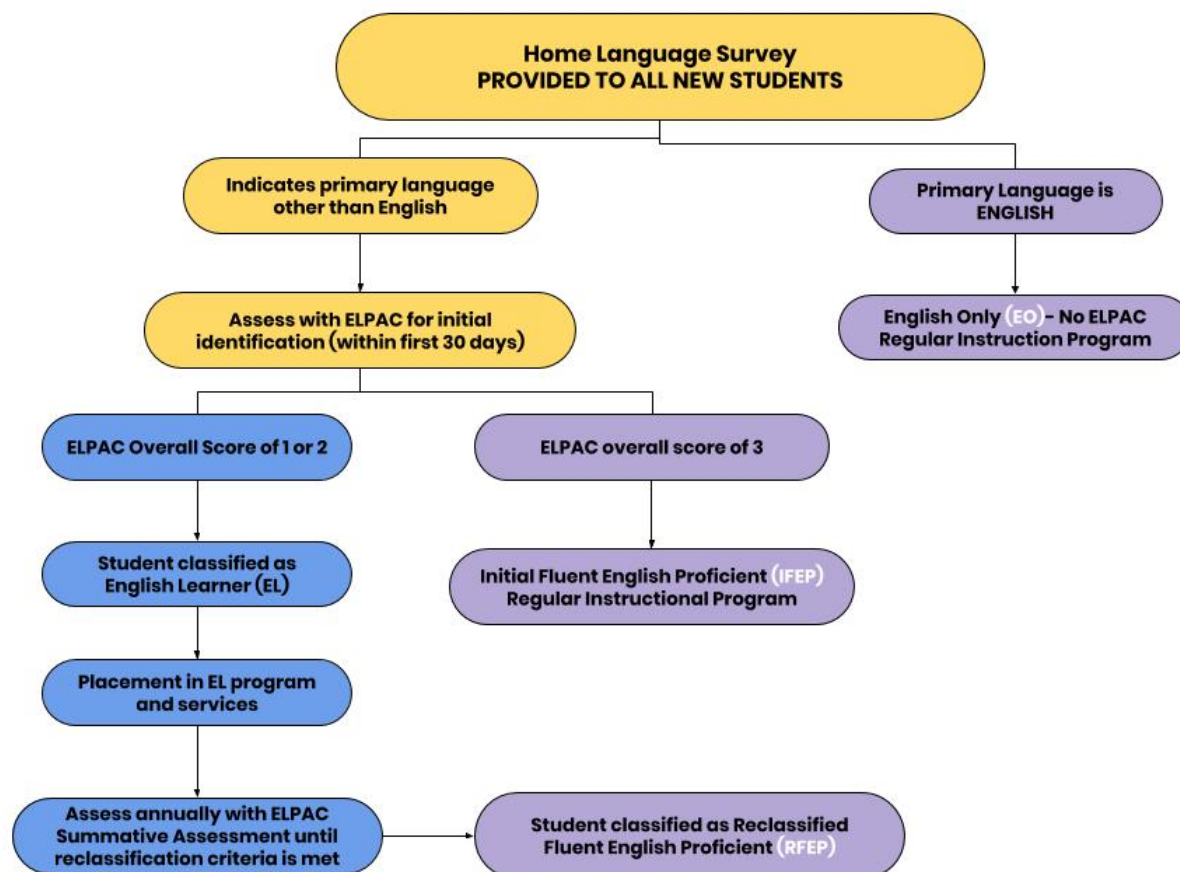 Home Language Survey
PROVIDED TO ALL NEW STUDENTS
Indicates primary language
other than English
Primary Language is
ENGLISH
Assess with ELPAC for initial
identification (within first 30 days)
English Only (EO)- No ELPAC
Regular Instruction Program
ELPAC Overall Score of 1 or 2
ELPAC overall score of 3
Student classified as
English Learner (EL)
Initial Fluent English Proficient (IFEP)
Regular Instructional Program
Placement in EL program
and services
Assess annually with ELPAC
Summative Assessment until
reclassification criteria is met
Student classified as Reclassified
Fluent English Proficient (RFEP)